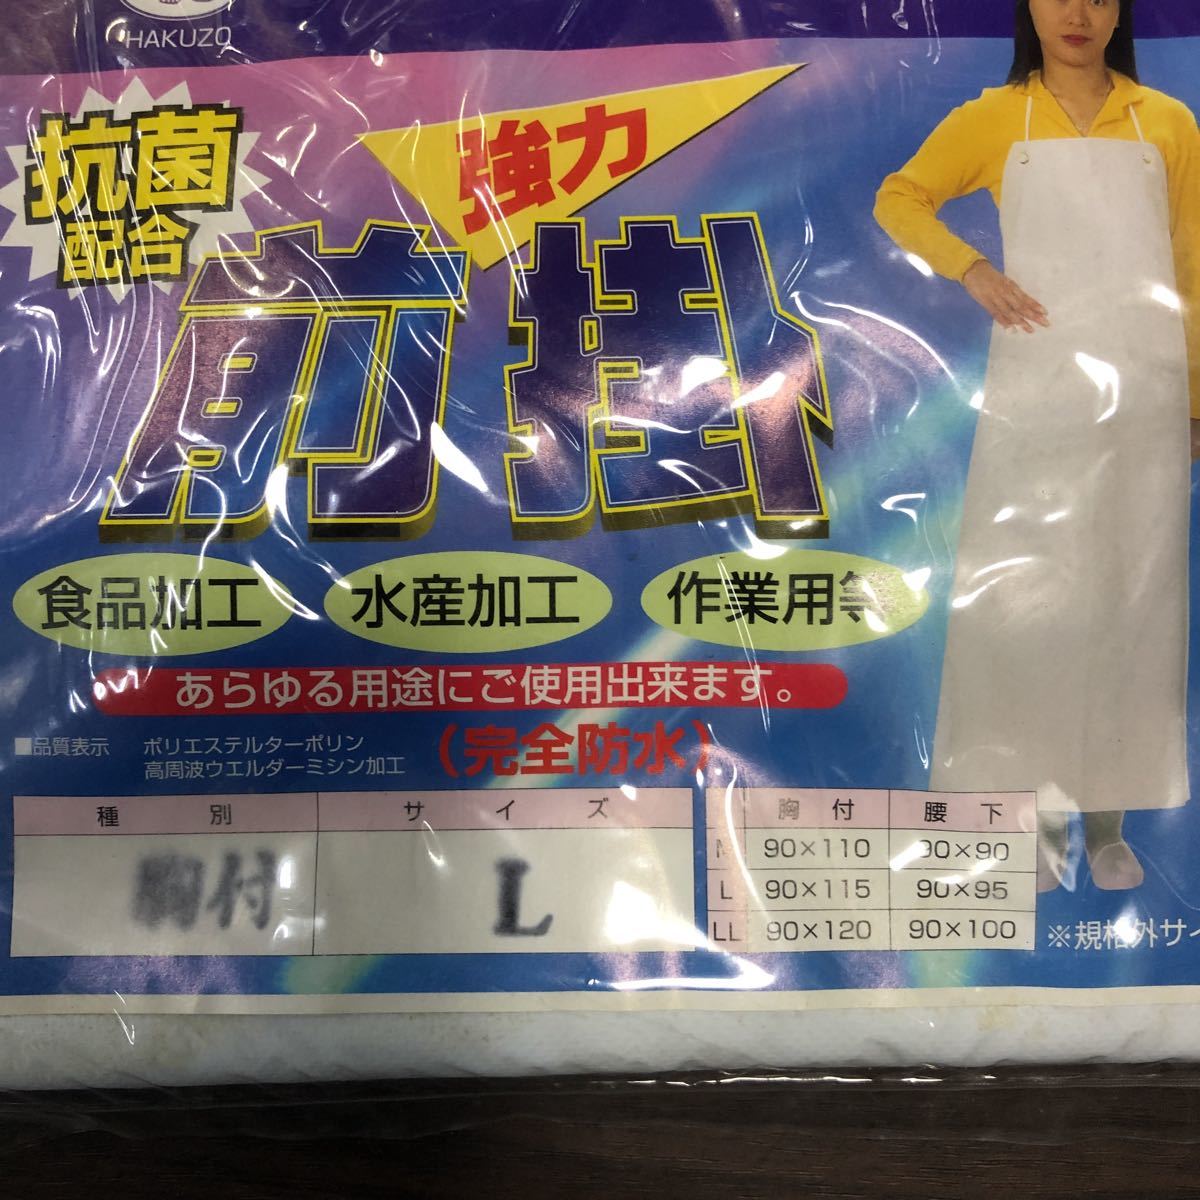 HAKUZO
抗菌
配合
強力
前掛
食品加工 水産加工 作業用等
あらゆる用途にご使用出来ます。
(完全防水)
■品質表示 ポリエステルターポリン
高周波ウエルダーミシン加工
種別 サイズ
胸付 L
胸付 腰下
M 90×110 90×90
L 90×115 90×95
LL 90×120 90×100
※規格外サイ